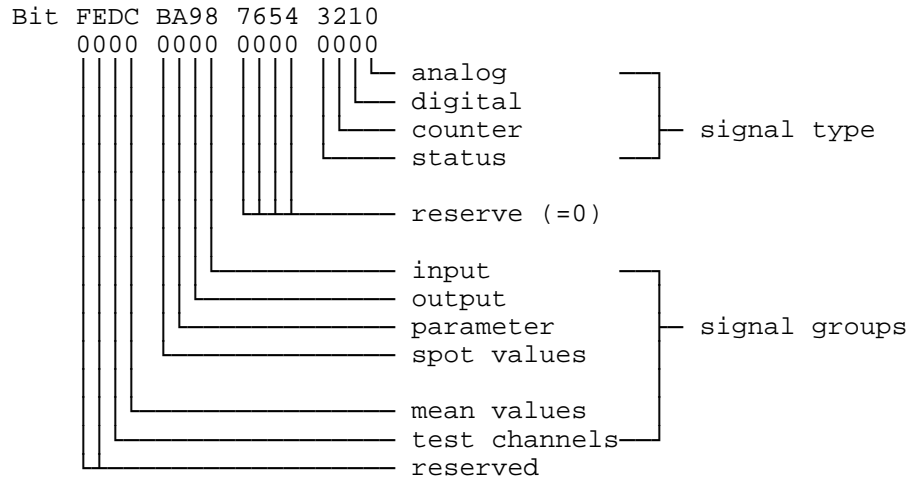 Bit FEDC BA98 7654 3210
0000 0000 0000 0000
analog
digital
counter signal type
status
reserve (=0)
input
output
parameter signal groups
spot values
mean values
test channels
reserved